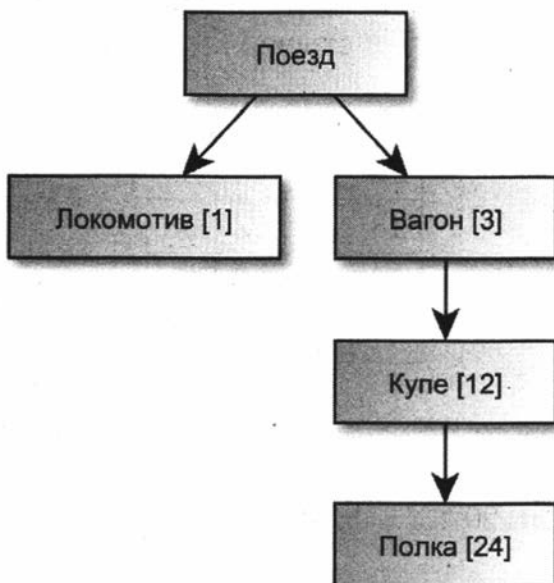 Поезд
Локомотив [1]
Вагон [3]
Купе [12]
Полка [24]